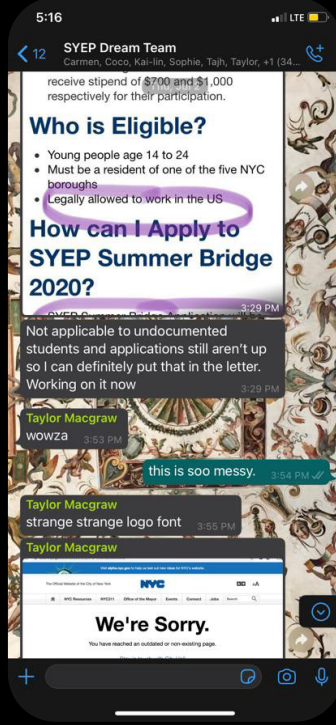 5:16
LTE
12
SYEP Dream Team
Carmen, Coco, Kai-lin, Sophie, Tajh, Taylor, +1 (34...
receive stipend of $700 and $1,000
respectively for their participation.
Who is Eligible?
Young people age 14 to 24
Must be a resident of one of the five NYC
boroughs
Legally allowed to work in the US
How can I Apply to
SYEP Summer Bridge
2020?
3:29 PM
Not applicable to undocumented
students and applications still aren't up
so I can definitely put that in the letter.
Working on it now
3:29 PM
Taylor Macgraw
wowza 3:53 PM
this is soo messy. 3:54 PM
Taylor Macgraw
strange strange logo font 3:55 PM
Taylor Macgraw
The Official Website of the City of New York
NYC
NYC Resources NYC311 Office of the Mayor Events Connect Jobs Search
We're Sorry.
You have reached an outdated or non-existing page.